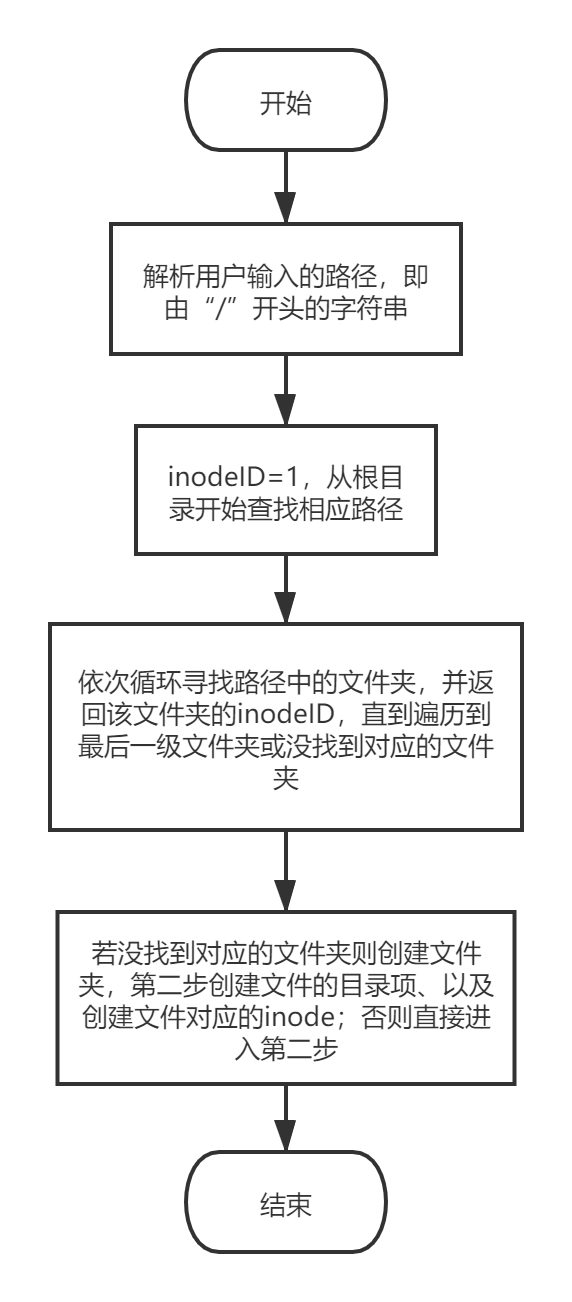 开始
解析用户输入的路径，即
由“/”开头的字符串
inodeID=1，从根目
录开始查找相应路径
依次循环寻找路径中的文件夹，并返
回该文件夹的inodeID，直到遍历到
最后一级文件夹或没找到对应的文件
夹
若没找到对应的文件夹则创建文件
夹，第二步创建文件的目录项、以及
创建文件对应的inode；否则直接进
入第二步
结束